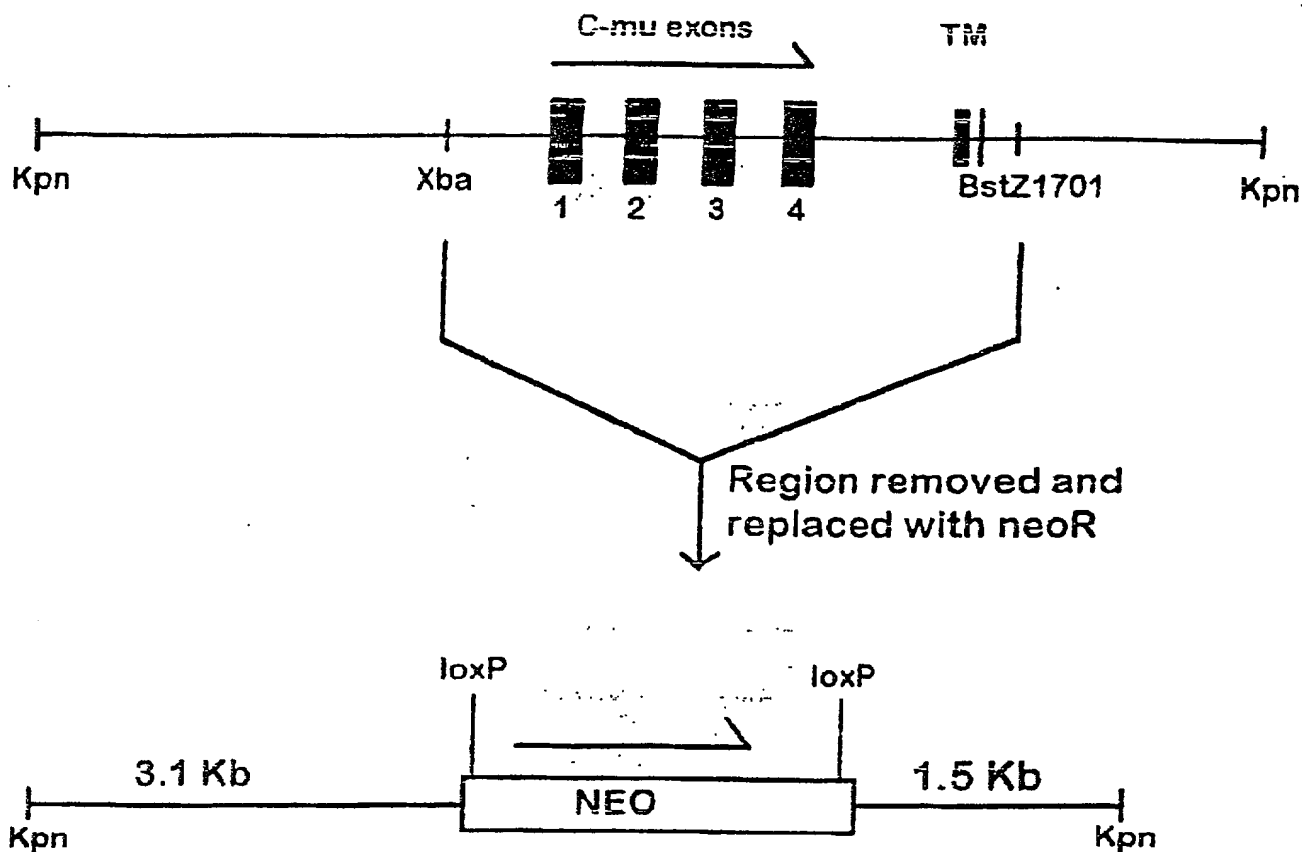 C-mu exons
TM
Kpn
Xba
BstZ1701
Kpn
1
2
3
4
Region removed and
replaced with neoR
loxP
loxP
3.1 Kb
NEO
1.5 Kb
Kpn
Kpn